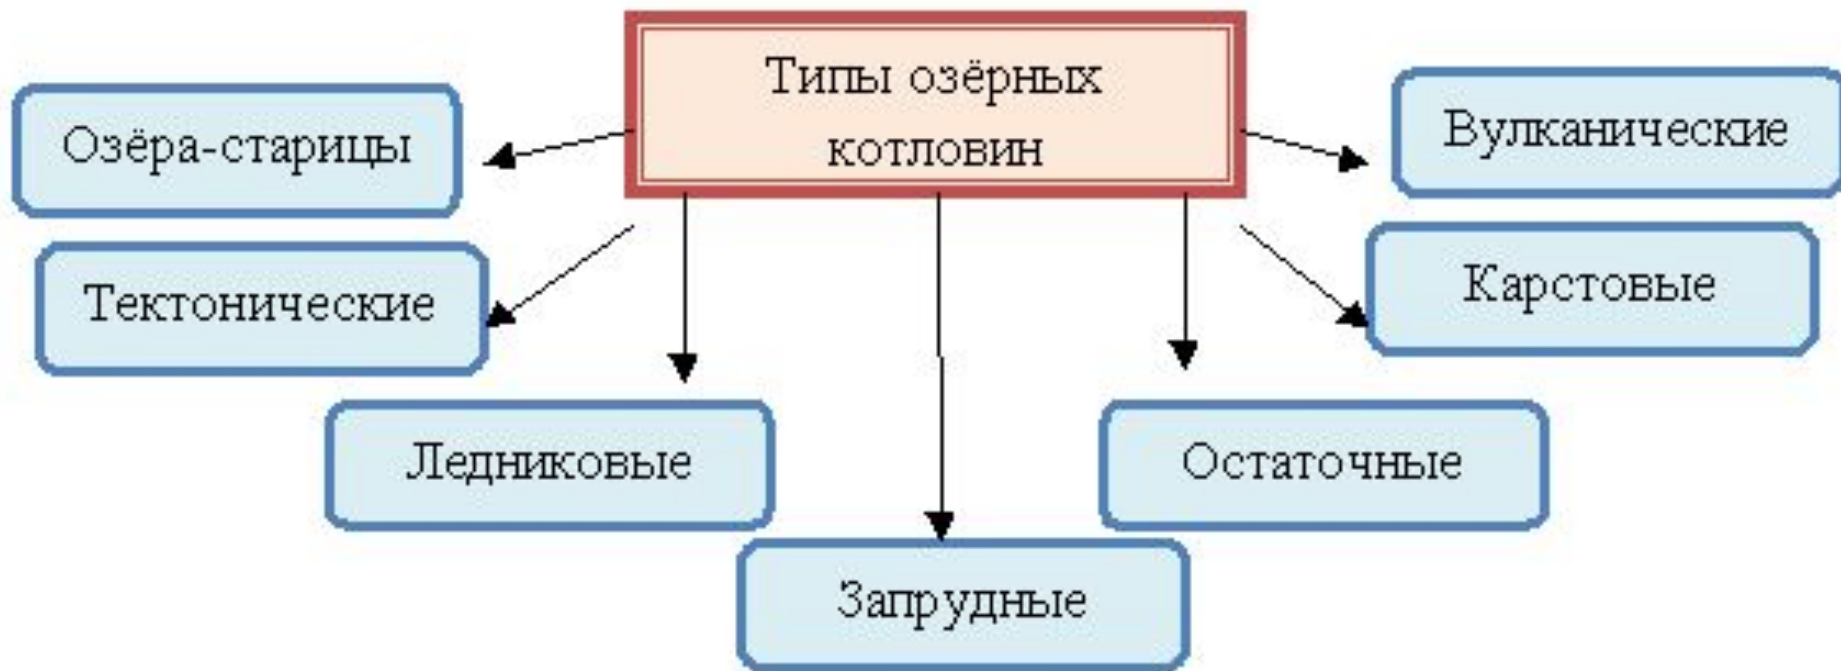 Типы озёрных
котловин
Озёра-старицы
Вулканические
Тектонические
Карстовые
Ледниковые
Остаточные
Запрудные